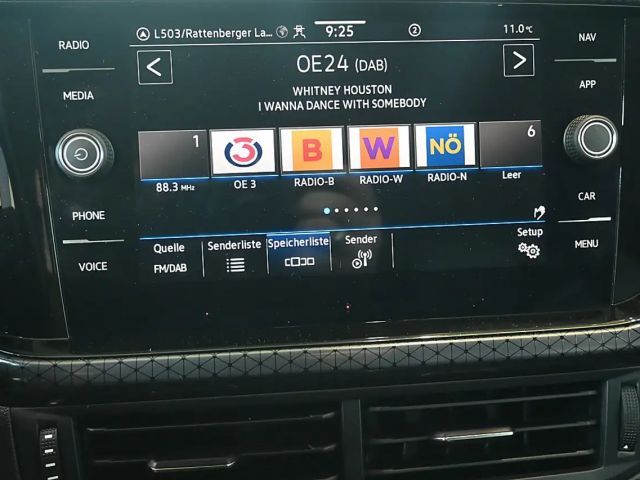 L503/Rattenberger La... 9:25 2 11.0°C
RADIO
NAV
OE24 (DAB)
MEDIA
APP
WHITNEY HOUSTON
I WANNA DANCE WITH SOMEBODY
1 3 B W NÖ 6
88.3 MHz OE 3 RADIO-B RADIO-W RADIO-N Leer
PHONE
CAR
Quelle Senderliste Speicherliste Sender Setup
FM/DAB
VOICE
MENU